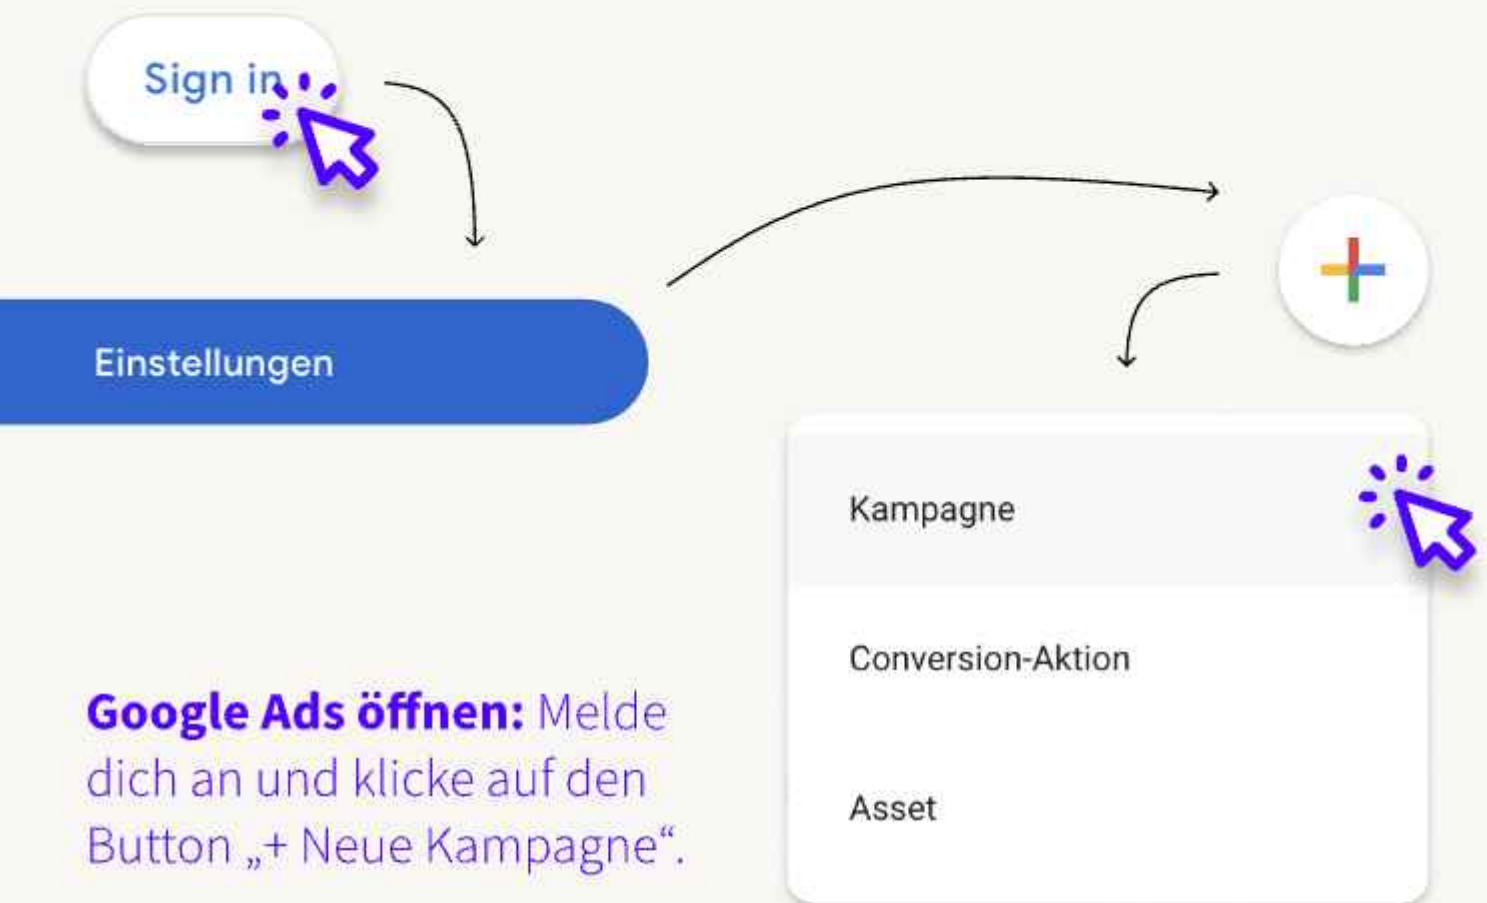 Sign in
Einstellungen
Kampagne
Conversion-Aktion
Asset
Google Ads öffnen: Melde
dich an und klicke auf den
Button „+ Neue Kampagne“.